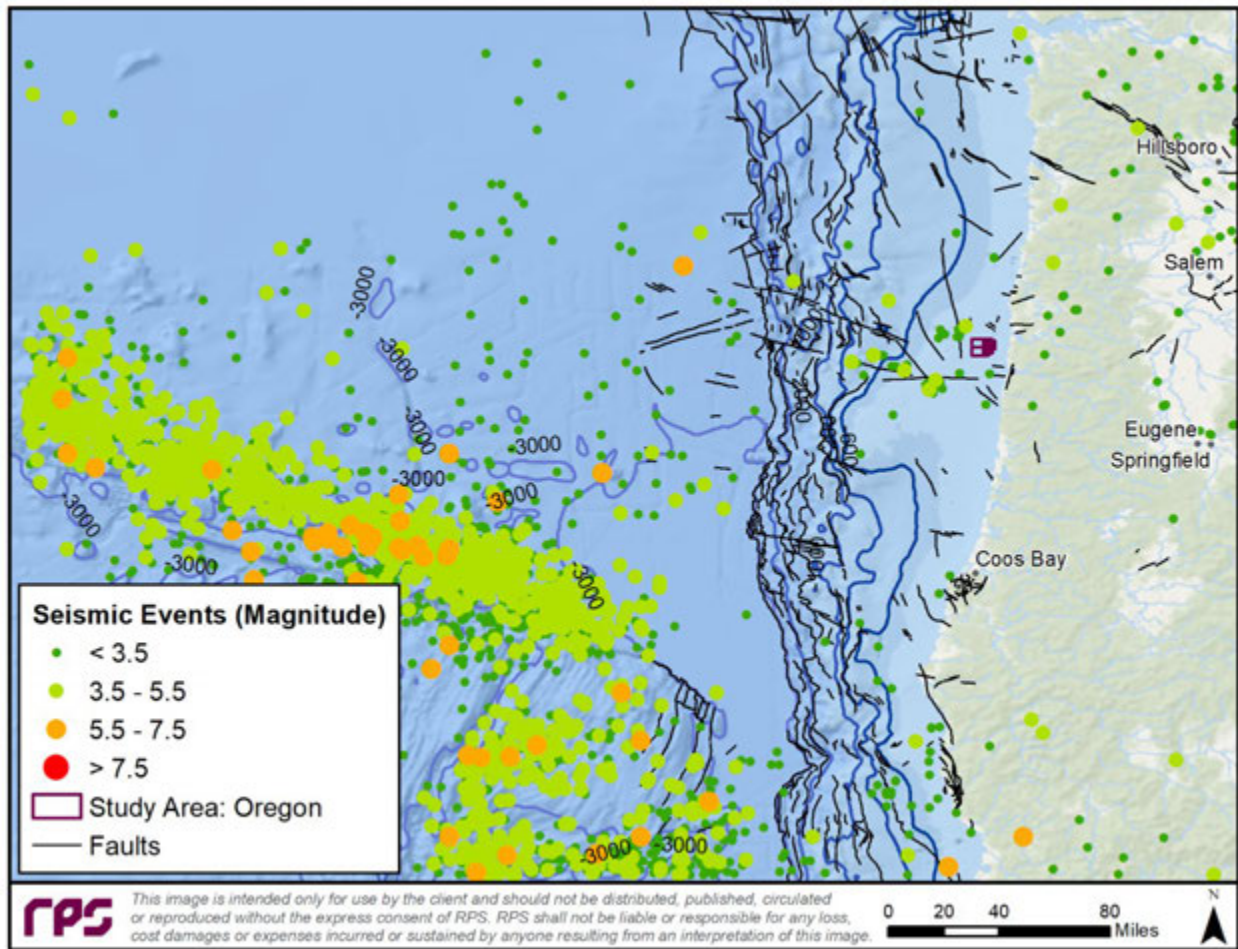 Hillsboro
Salem
-3000
-3000
-3000
-3000
-3000
-3000
600
Eugene
Springfield
-3000
-3000
-3000
Coos Bay
-3000
-3000
Seismic Events (Magnitude)
< 3.5
3.5 - 5.5
5.5 - 7.5
> 7.5
Study Area: Oregon
Faults
RPS
This image is intended only for use by the client and should not be distributed, published, circulated
or reproduced without the express consent of RPS. RPS shall not be liable or responsible for any loss,
cost damages or expenses incurred or sustained by anyone resulting from an interpretation of this image.
0 20 40 80
Miles
N